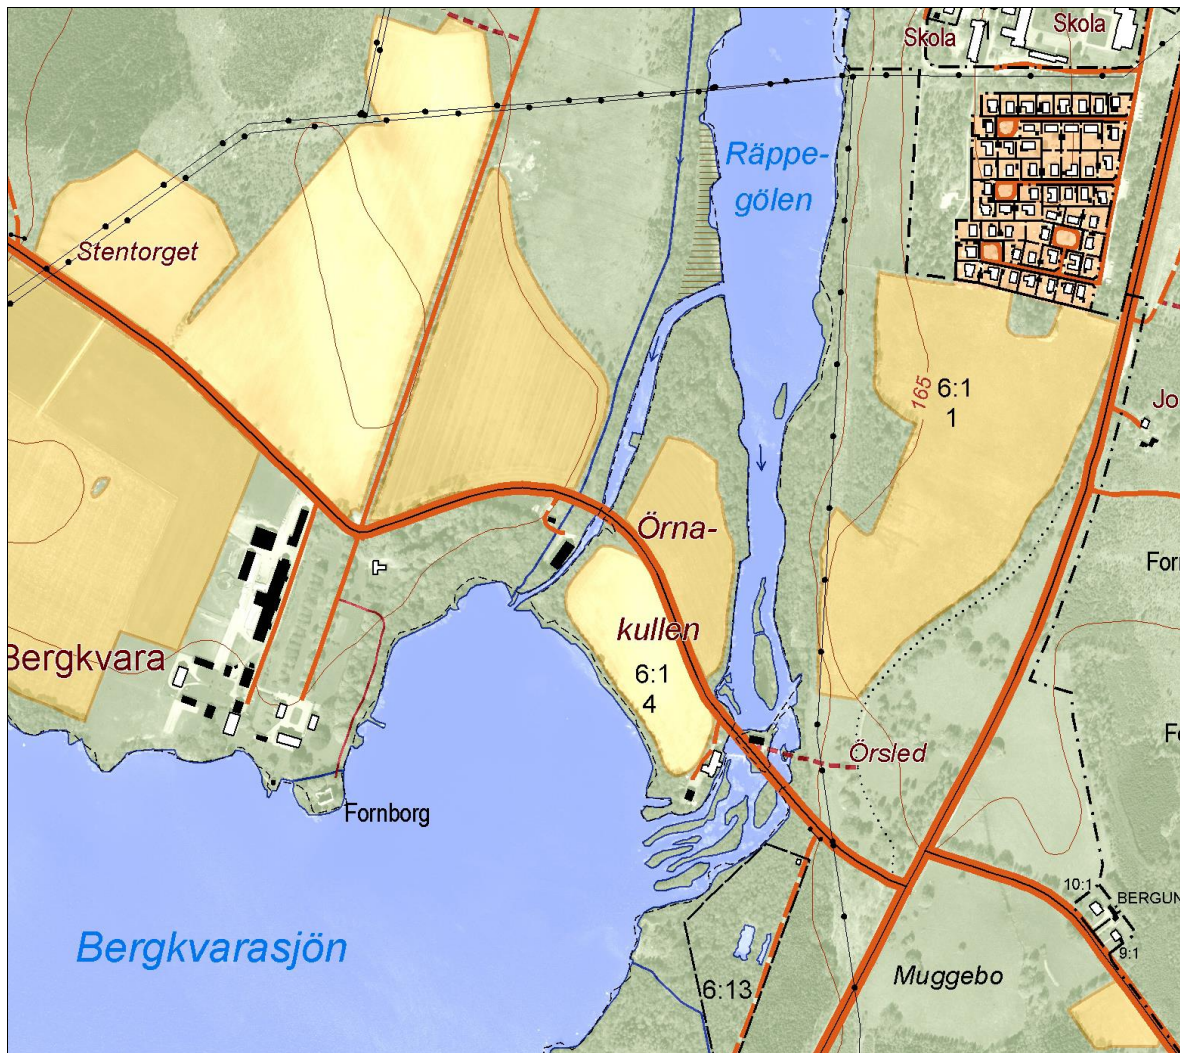 Skola
Skola
Räppe-
gölen
Stentorget
165
6:1
1
Jo
Örna-
kullen
6:1
4
Forn
Bergkvara
Fo
Örsled
Fornborg
10:1
BERGUN
9:1
Bergkvarasjön
6:13
Muggebo